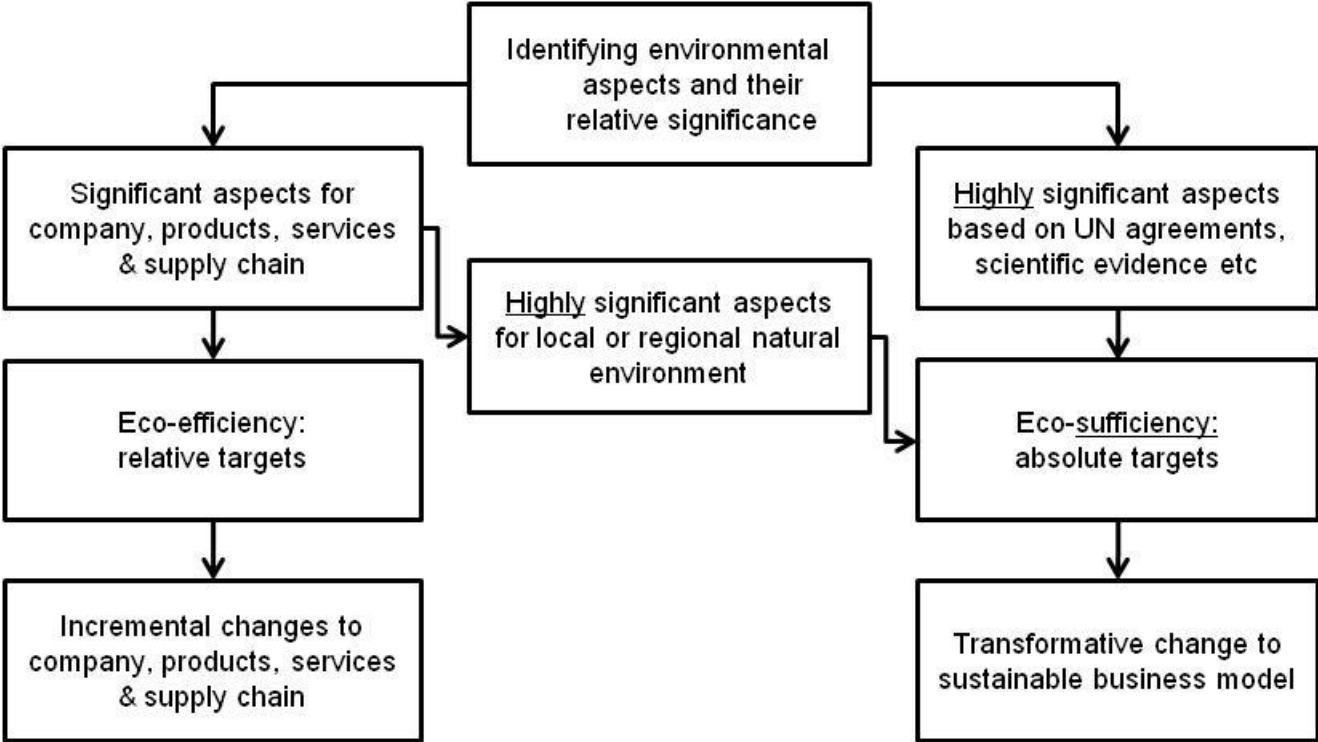 Identifying environmental
aspects and their
relative significance
Significant aspects for
company, products, services
& supply chain
Highly significant aspects
based on UN agreements,
scientific evidence etc
Highly significant aspects
for local or regional natural
environment
Eco-efficiency:
relative targets
Eco-sufficiency:
absolute targets
Incremental changes to
company, products, services
& supply chain
Transformative change to
sustainable business model